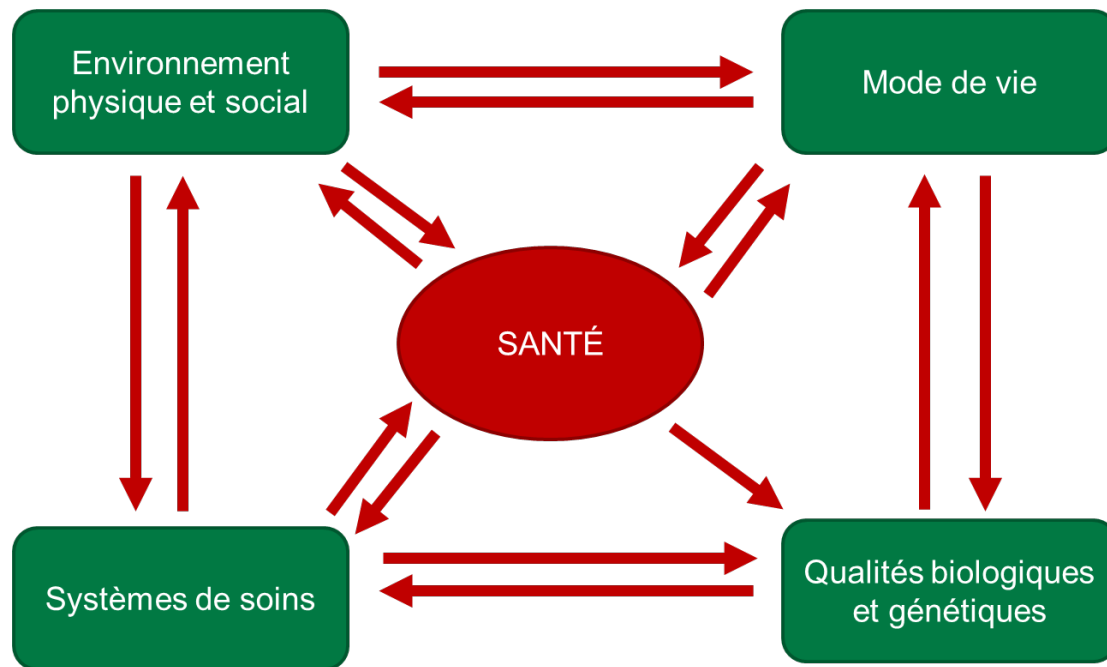 Environnement
physique et social
Mode de vie
SANTÉ
Systèmes de soins
Qualités biologiques
et génétiques